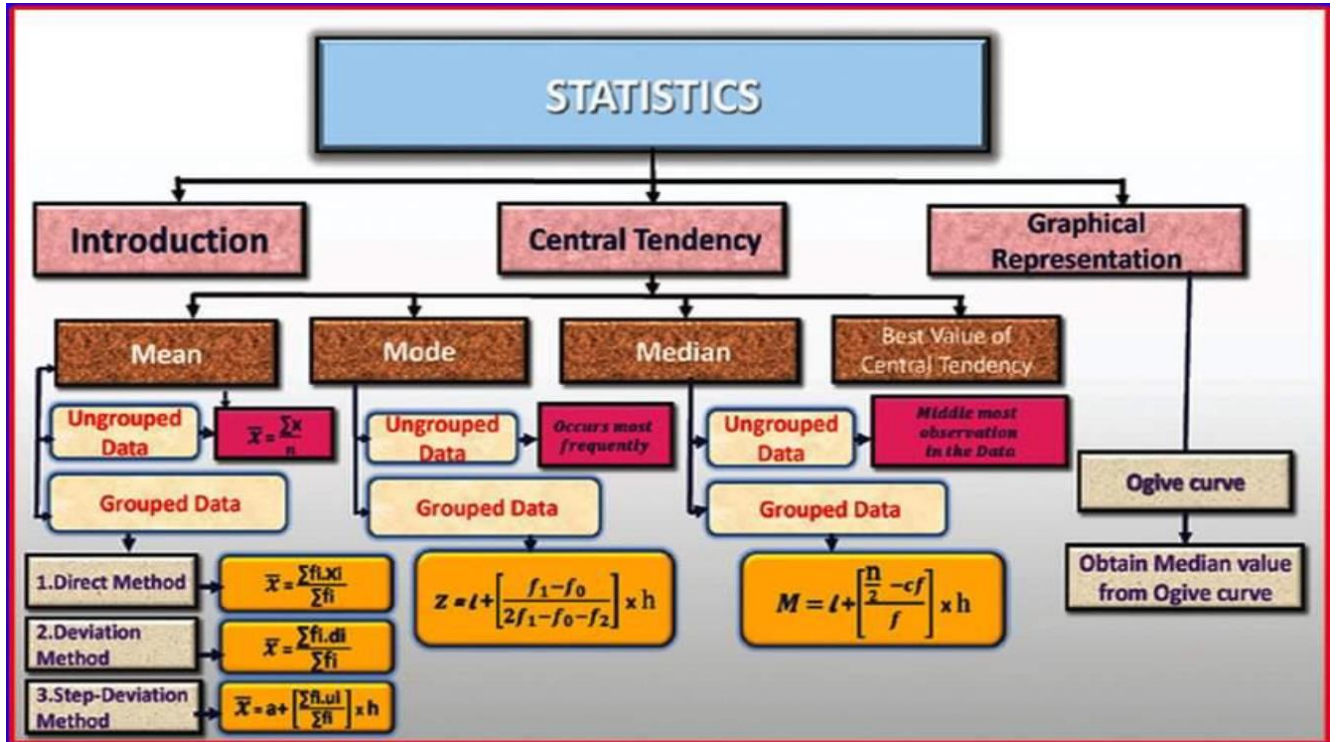 STATISTICS
Introduction
Central Tendency
Graphical
Representation
Mean
Mode
Median
Best Value of
Central Tendency
Ungrouped
Data
x̅ = ∑x/n
Ungrouped
Data
Occurs most
frequently
Ungrouped
Data
Middle most
observation
in the Data
Grouped Data
Grouped Data
Grouped Data
Ogive curve
Obtain Median value
from Ogive curve
1.Direct Method
x̅ = ∑fi.xi/∑fi
2.Deviation
Method
x̅ = ∑fi.di/∑fi
3.Step-Deviation
Method
x̅ = a+ [∑fi.ui/∑fi] x h
Z = l+ [f₁−f₀/2f₁−f₀−f₂] x h
M = l+ [n/2 −cf/f] x h